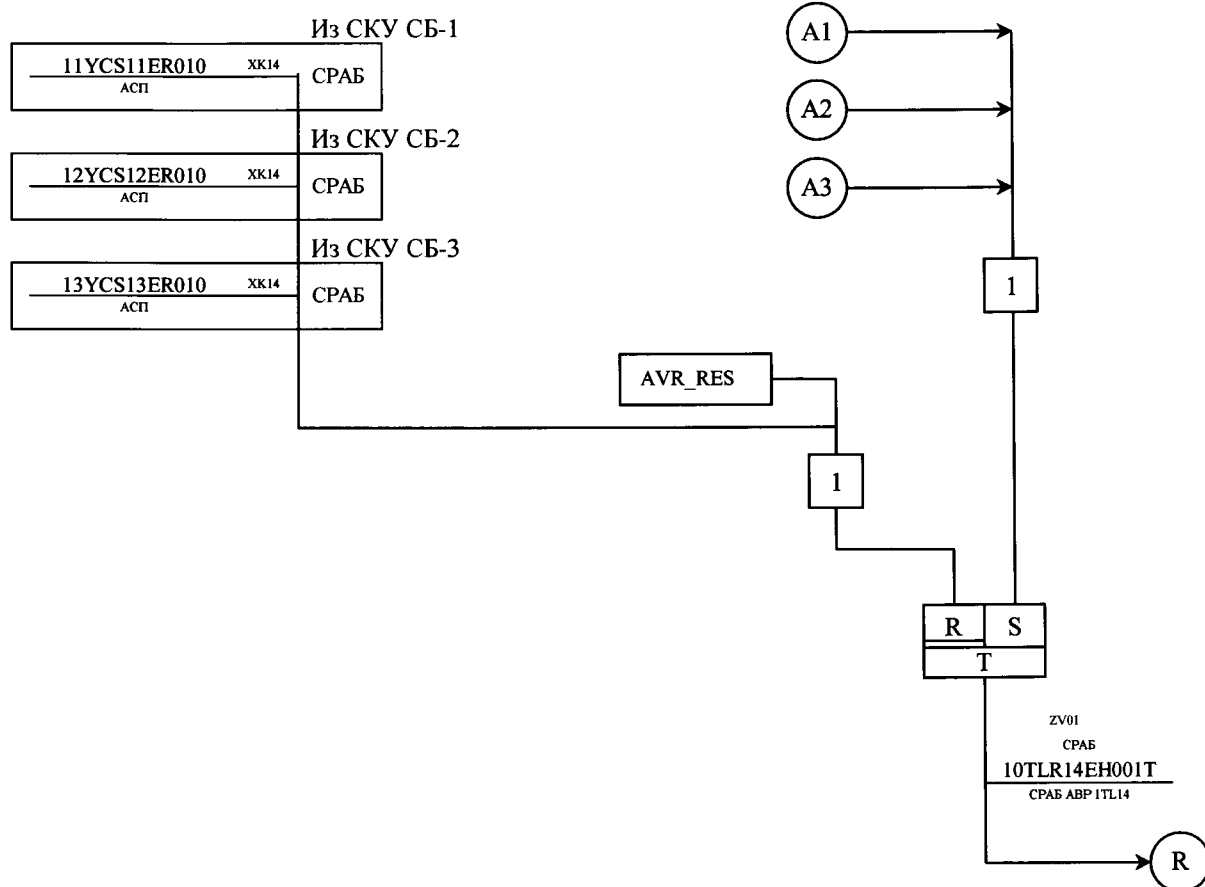 Из СКУ СБ-1
11YCS11ER010 XK14 СРАБ
АСП
Из СКУ СБ-2
12YCS12ER010 XK14 СРАБ
АСП
Из СКУ СБ-3
13YCS13ER010 XK14 СРАБ
АСП
A1
A2
A3
1
AVR_RES
1
R S
T
ZV01
СРАБ
10TLR14EH001T
СРАБ АВР 1TL14
R